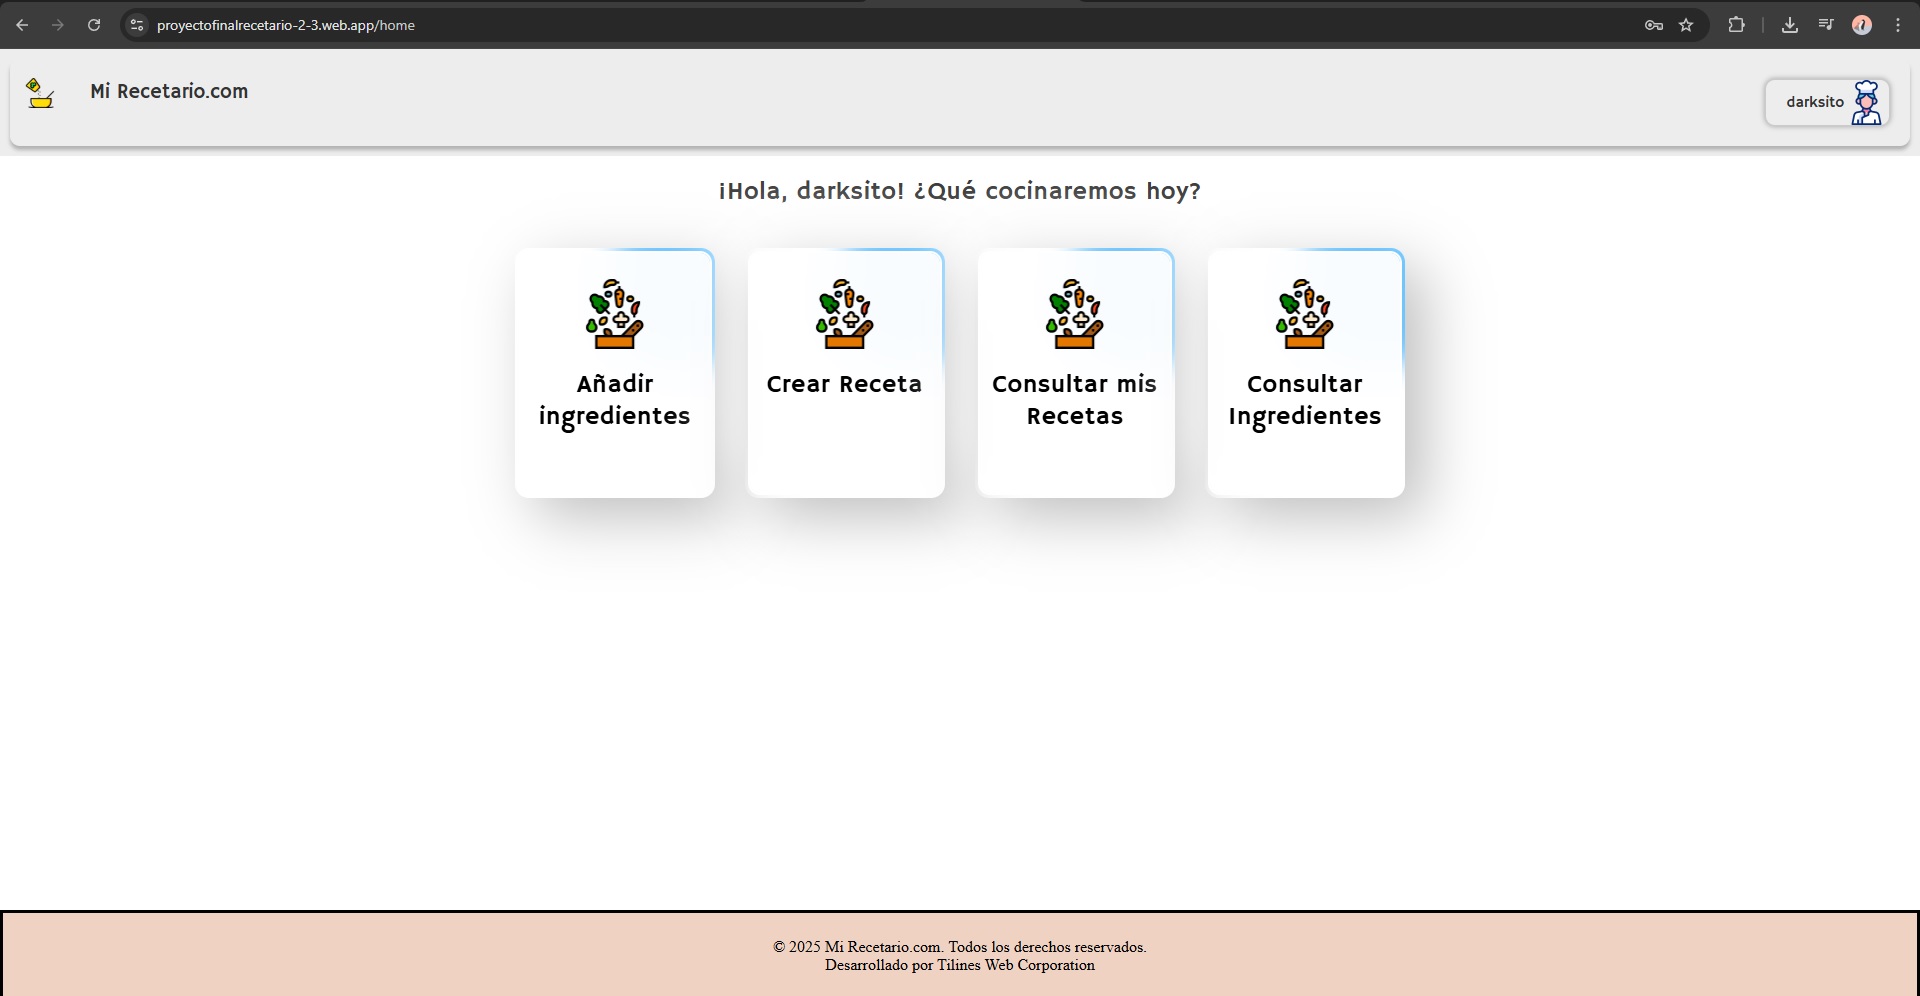 proyectofinalrecetario-2-3.web.app/home
Mi Recetario.com
darksito
¡Hola, darksito! ¿Qué cocinaremos hoy?
Añadir
ingredientes
Crear Receta
Consultar mis
Recetas
Consultar
Ingredientes
© 2025 Mi Recetario.com. Todos los derechos reservados.
Desarrollado por Tilines Web Corporation